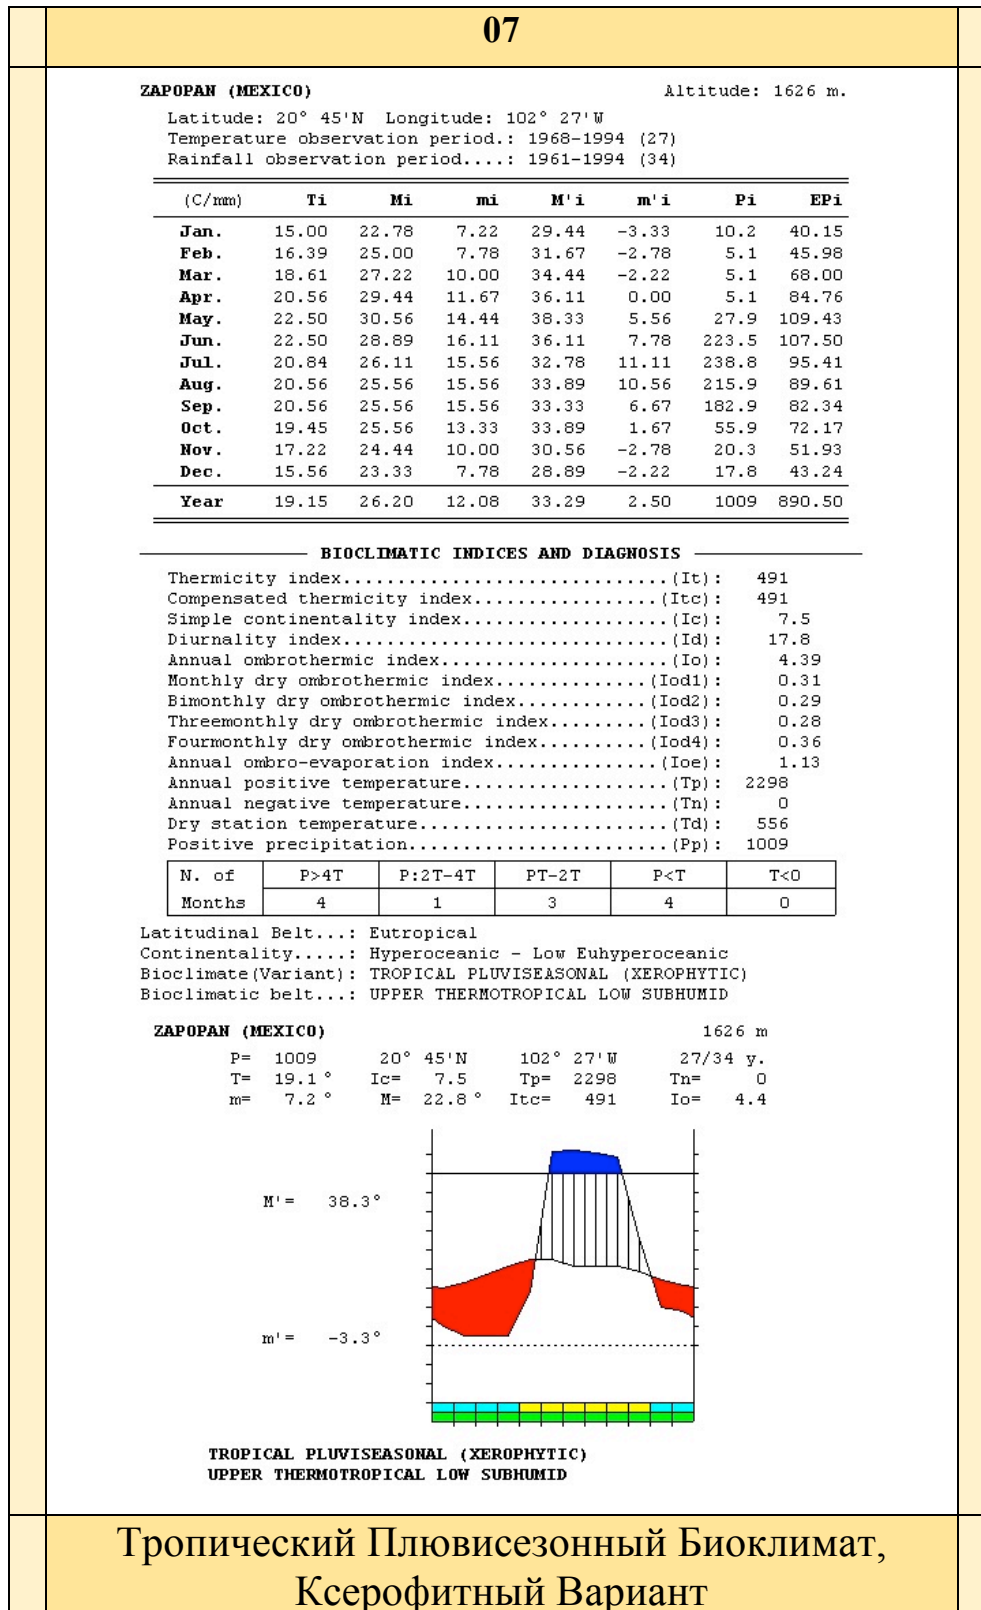 07
ZAPOPAN (MEXICO) Altitude: 1626 m.
Latitude: 20° 45'N Longitude: 102° 27'W
Temperature observation period.: 1968-1994 (27)
Rainfall observation period....: 1961-1994 (34)
(C/mm) Ti Mi mi M'i m'i Pi EPi
Jan. 15.00 22.78 7.22 29.44 -3.33 10.2 40.15
Feb. 16.39 25.00 7.78 31.67 -2.78 5.1 45.98
Mar. 18.61 27.22 10.00 34.44 -2.22 5.1 68.00
Apr. 20.56 29.44 11.67 36.11 0.00 5.1 84.76
May. 22.50 30.56 14.44 38.33 5.56 27.9 109.43
Jun. 22.50 28.89 16.11 36.11 7.78 223.5 107.50
Jul. 20.84 26.11 15.56 32.78 11.11 238.8 95.41
Aug. 20.56 25.56 15.56 33.89 10.56 215.9 89.61
Sep. 20.56 25.56 15.56 33.33 6.67 182.9 82.34
Oct. 19.45 25.56 13.33 33.89 1.67 55.9 72.17
Nov. 17.22 24.44 10.00 30.56 -2.78 20.3 51.93
Dec. 15.56 23.33 7.78 28.89 -2.22 17.8 43.24
Year 19.15 26.20 12.08 33.29 2.50 1009 890.50
BIOCLIMATIC INDICES AND DIAGNOSIS
Thermicity index..............................(It): 491
Compensated thermicity index.................(Itc): 491
Simple continentality index...................(Ic): 7.5
Diurnality index..............................(Id): 17.8
Annual ombrothermic index.....................(Io): 4.39
Monthly dry ombrothermic index..............(Iod1): 0.31
Bimonthly dry ombrothermic index............(Iod2): 0.29
Threemonthly dry ombrothermic index.........(Iod3): 0.28
Fourmonthly dry ombrothermic index..........(Iod4): 0.36
Annual ombro-evaporation index...............(Ioe): 1.13
Annual positive temperature...................(Tp): 2298
Annual negative temperature...................(Tn): 0
Dry station temperature.......................(Td): 556
Positive precipitation........................(Pp): 1009
N. of P>4T P:2T-4T PT-2T P<T T<0
Months 4 1 3 4 0
Latitudinal Belt...: Eutropical
Continentality.....: Hyperoceanic - Low Euhyperoceanic
Bioclimate(Variant): TROPICAL PLUVISEASONAL (XEROPHYTIC)
Bioclimatic belt...: UPPER THERMOTROPICAL LOW SUBHUMID
ZAPOPAN (MEXICO) 1626 m
P= 1009 20° 45'N 102° 27'W 27/34 y.
T= 19.1° Ic= 7.5 Tp= 2298 Tn= 0
m= 7.2° M= 22.8° Itc= 491 Io= 4.4
M'= 38.3°
m'= -3.3°
TROPICAL PLUVISEASONAL (XEROPHYTIC)
UPPER THERMOTROPICAL LOW SUBHUMID
Тропический Плювисезонный Биоклимат,
Ксерофитный Вариант